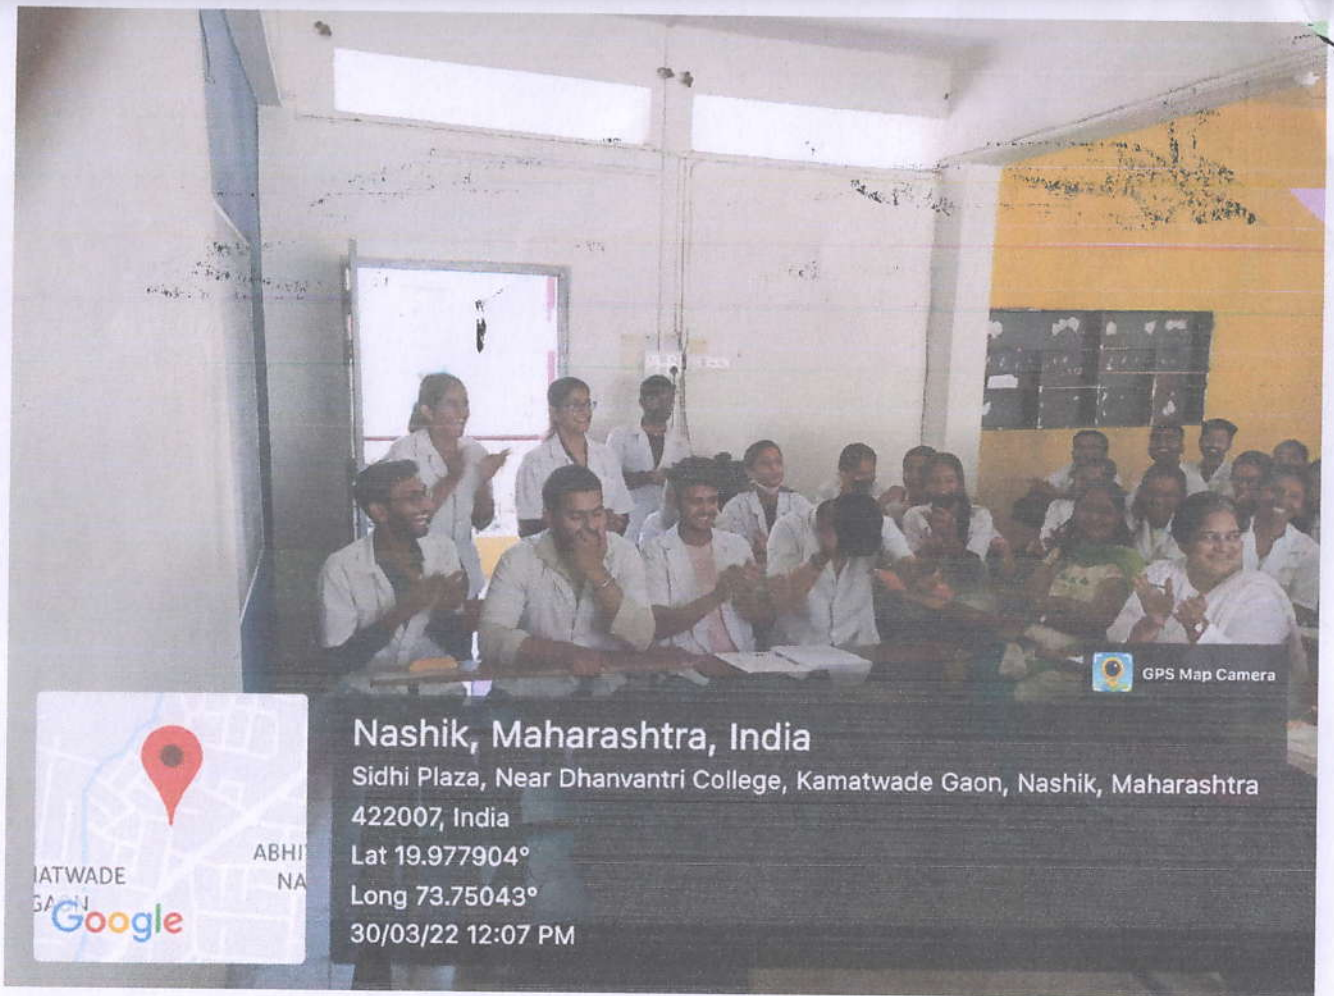 GPS Map Camera
Nashik, Maharashtra, India
Sidhi Plaza, Near Dhanvantri College, Kamatwade Gaon, Nashik, Maharashtra
422007, India
Lat 19.977904°
Long 73.75043°
30/03/22 12:07 PM
ABHI
IATWADE
NA
Google